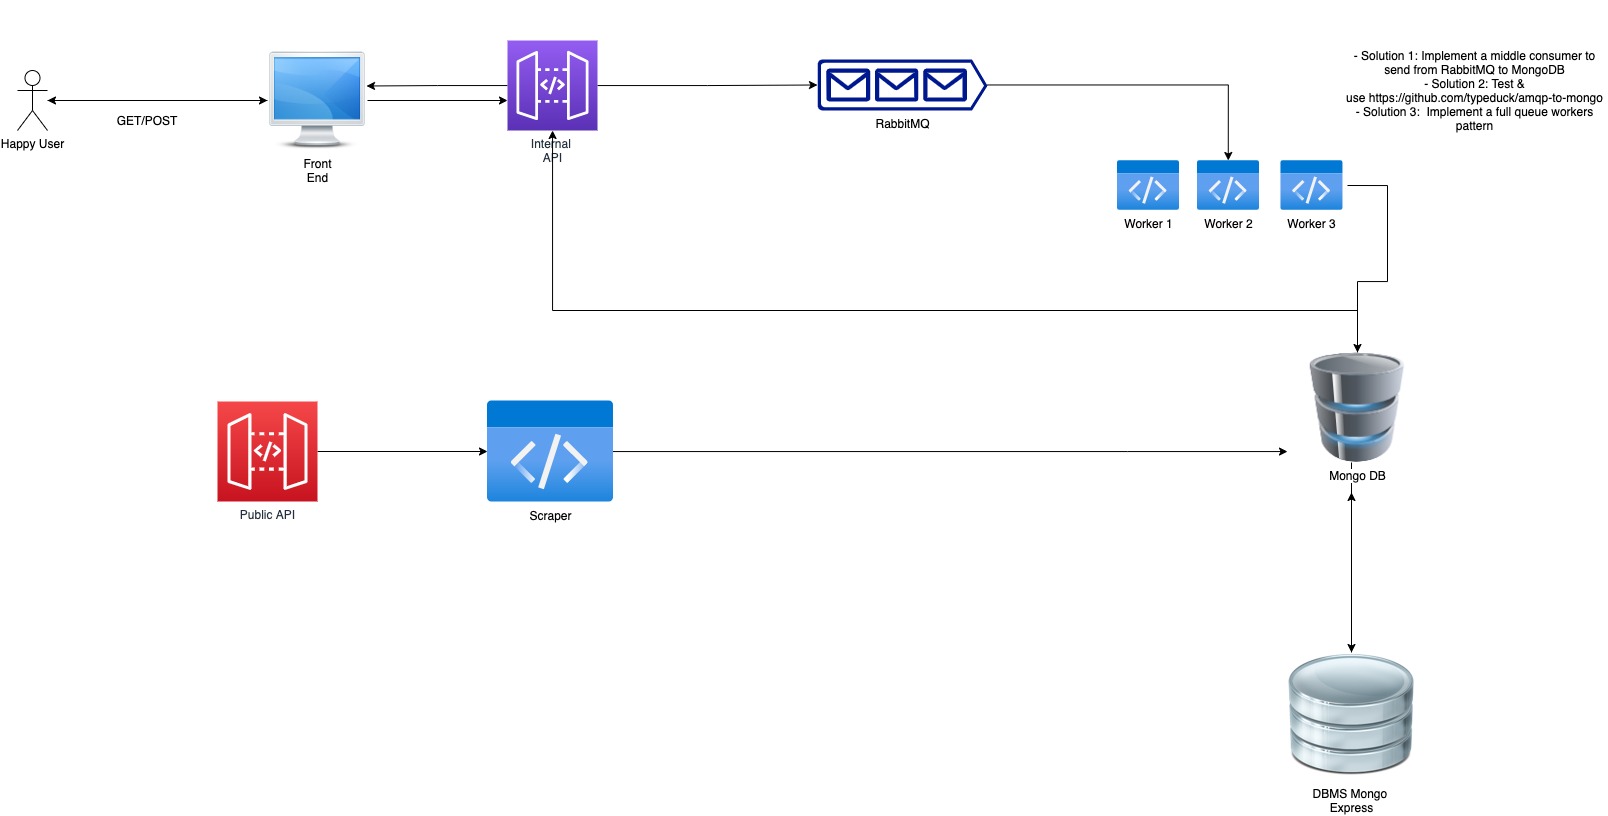 - Solution 1: Implement a middle consumer to
send from RabbitMQ to MongoDB
- Solution 2: Test &
use https://github.com/typeduck/amqp-to-mongo
- Solution 3:  Implement a full queue workers
pattern
GET/POST
RabbitMQ
Happy User
Internal
API
Front
End
Worker 1
Worker 2
Worker 3
Mongo DB
Public API
Scraper
DBMS Mongo
Express